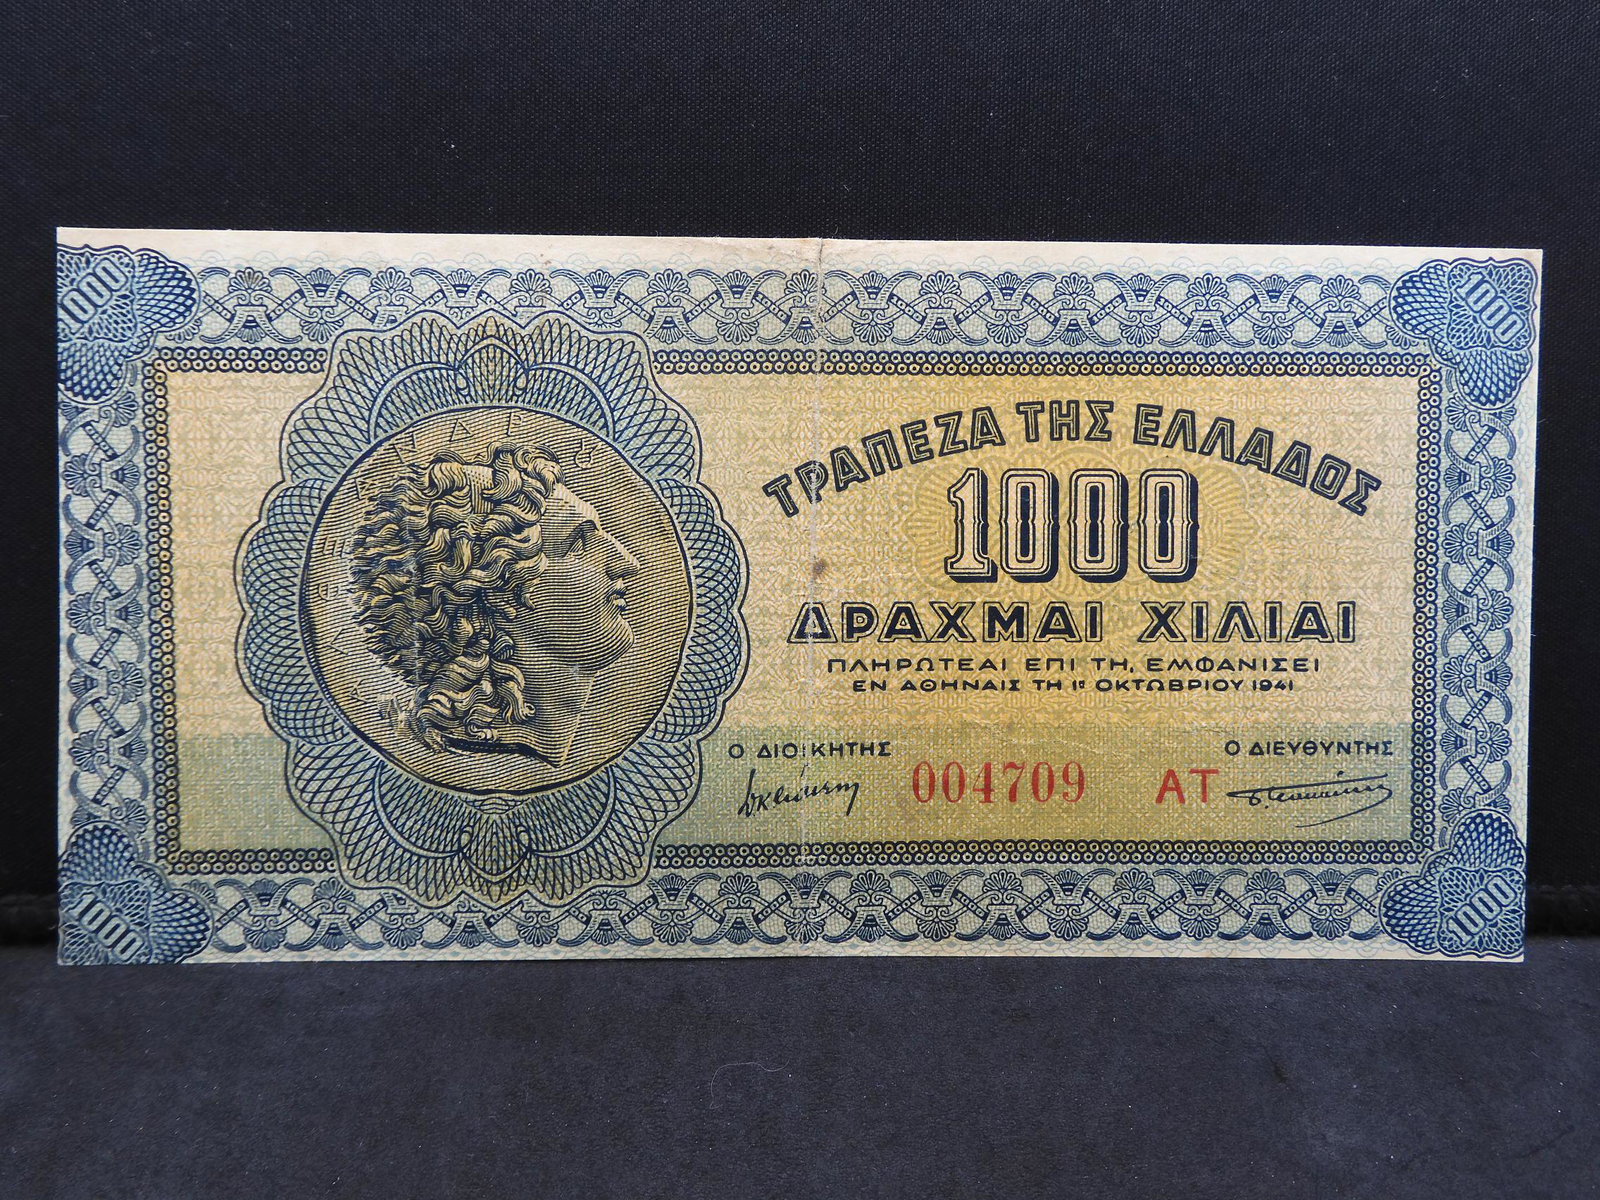 1000
1000
ΤΡΑΠΕΖΑ ΤΗΣ ΕΛΛΑΔΟΣ
1000
ΔΡΑΧΜΑΙ ΧΙΛΙΑΙ
ΠΛΗΡΩΤΕΑΙ ΕΠΙ ΤΗ, ΕΜΦΑΝΙΣΕΙ
ΕΝ ΑΘΗΝΑΙΣ ΤΗ 1ῃ ΟΚΤΩΒΡΙΟΥ 1941
Ο ΔΙΟΙΚΗΤΗΣ
Ο ΔΙΕΥΘΥΝΤΗΣ
004709 ΑΤ
1000
1000